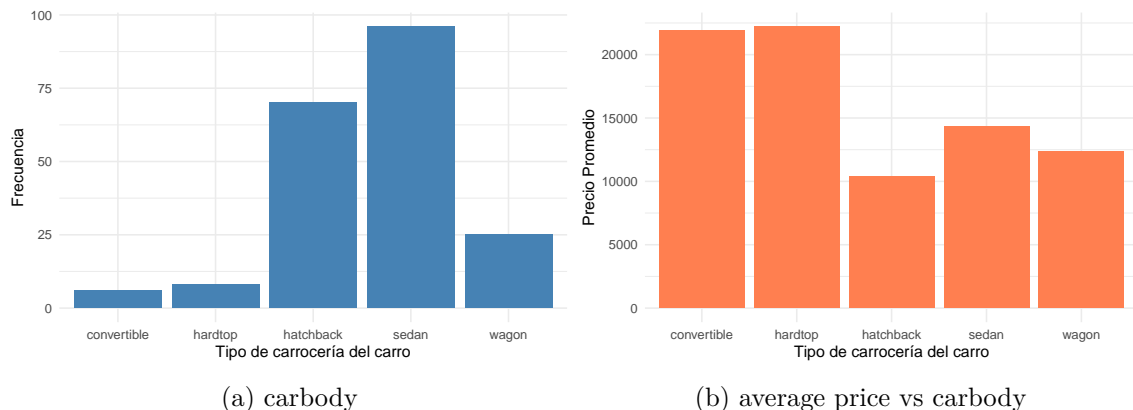 100
75
50
25
0
Frecuencia
convertible
hardtop
hatchback
sedan
wagon
Tipo de carrocería del carro
(a) carbody
20000
15000
10000
5000
0
Precio Promedio
convertible
hardtop
hatchback
sedan
wagon
Tipo de carrocería del carro
(b) average price vs carbody